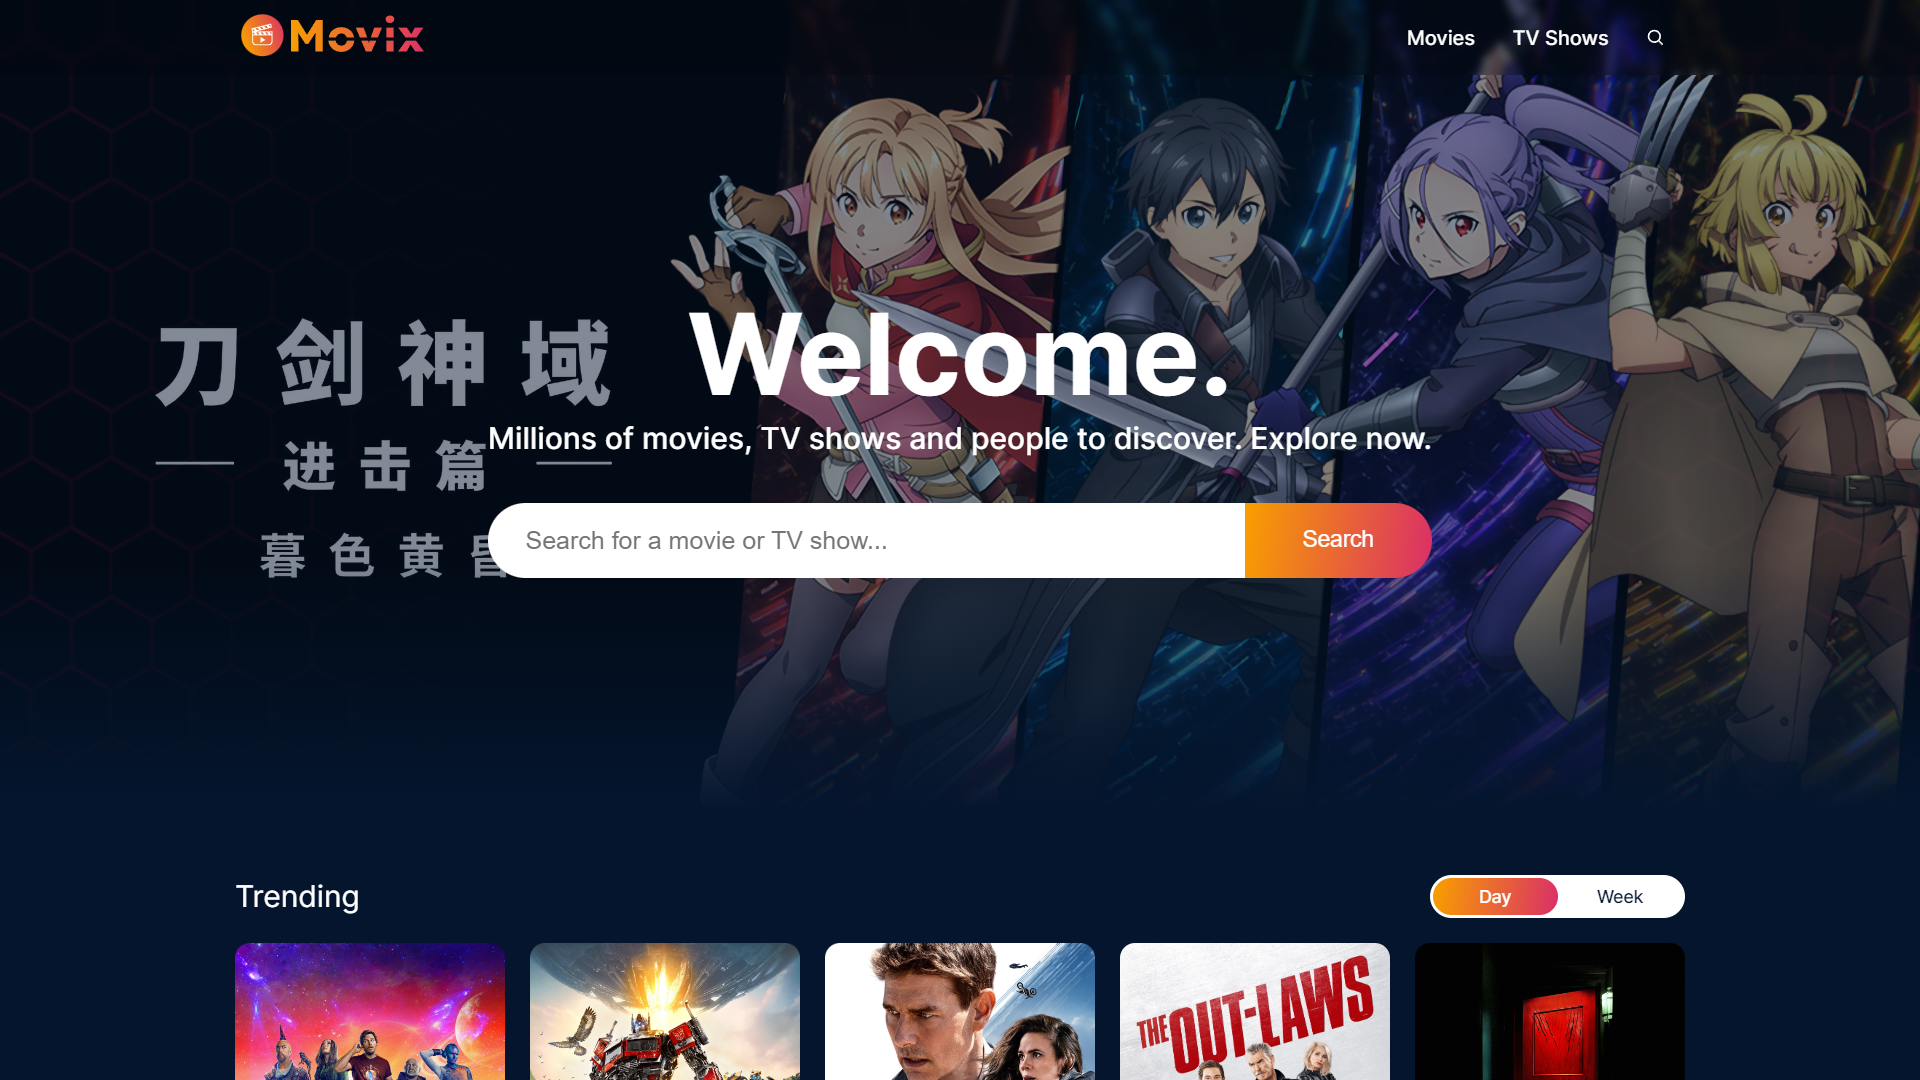 Movix
Movies
TV Shows
刀剑神域
进击篇
暮色黄昏
Welcome.
Millions of movies, TV shows and people to discover. Explore now.
Search for a movie or TV show...
Search
Trending
Day
Week
THE OUT-LAWS